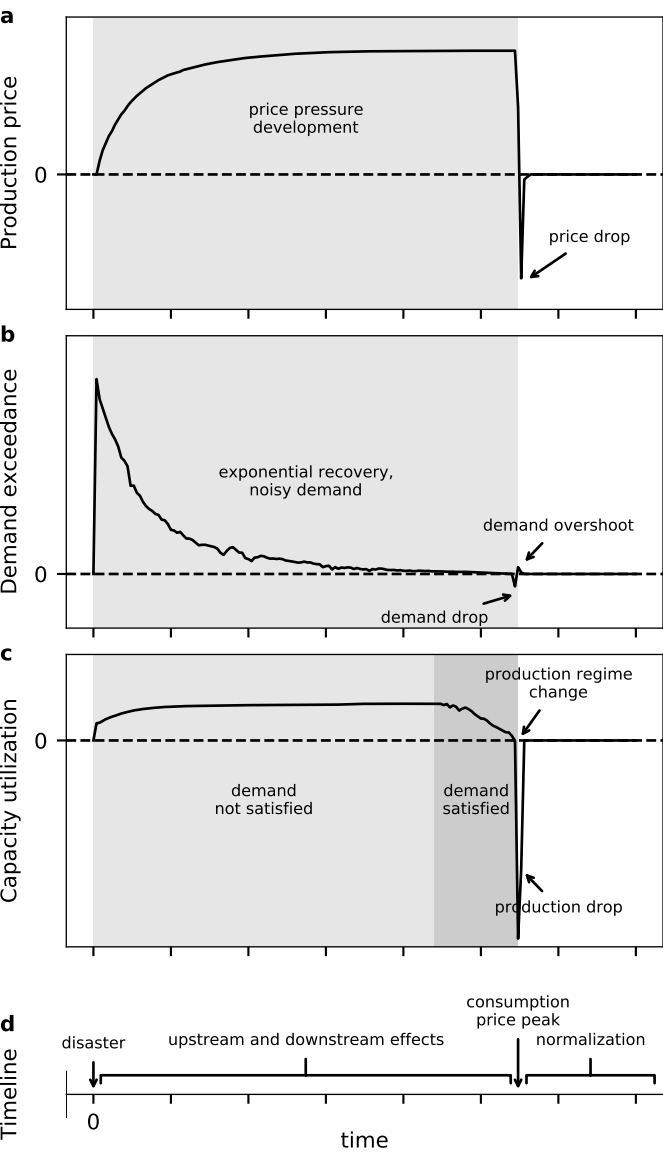 a
Production price
0
price pressure
development
price drop
b
Demand exceedance
0
exponential recovery,
noisy demand
demand overshoot
demand drop
c
Capacity utilization
0
production regime
change
demand
not satisfied
demand
satisfied
production drop
d
Timeline
consumption
price peak
disaster
upstream and downstream effects
normalization
0
time